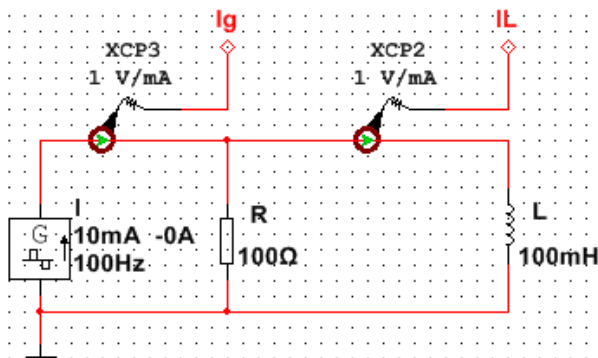 Ig
IL
XCP3
1 V/mA
XCP2
1 V/mA
I
G
10mA -0A
100Hz
R
100Ω
L
100mH